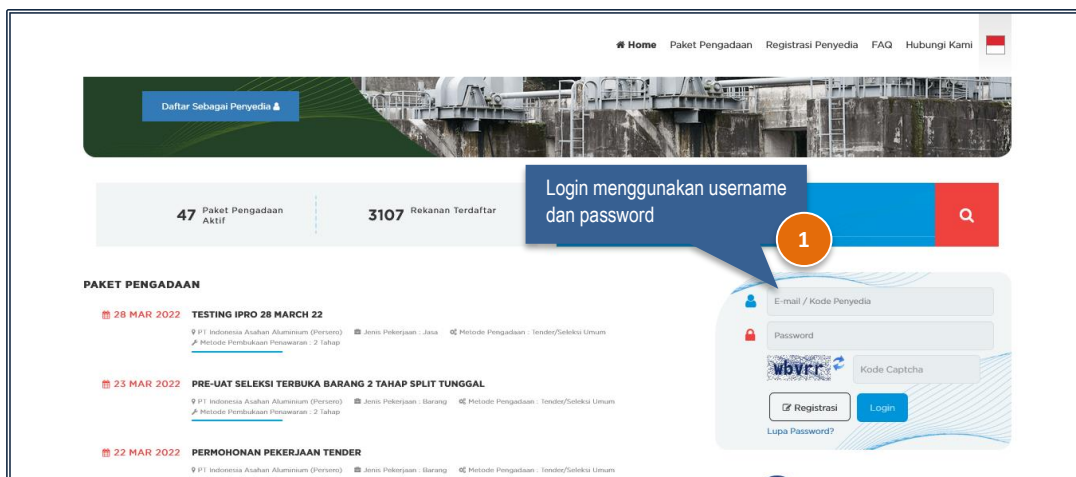 Home Paket Pengadaan Registrasi Penyedia FAQ Hubungi Kami
Daftar Sebagai Penyedia
47 Paket Pengadaan Aktif
3107 Rekanan Terdaftar
Login menggunakan username
dan password
1
PAKET PENGADAAN
28 MAR 2022 TESTING IPRO 28 MARCH 22
PT Indonesia Asahan Aluminium (Persero) Jenis Pekerjaan : Jasa Metode Pengadaan : Tender/Seleksi Umum
Metode Pembukaan Penawaran : 2 Tahap
23 MAR 2022 PRE-UAT SELEKSI TERBUKA BARANG 2 TAHAP SPLIT TUNGGAL
PT Indonesia Asahan Aluminium (Persero) Jenis Pekerjaan : Barang Metode Pengadaan : Tender/Seleksi Umum
Metode Pembukaan Penawaran : 2 Tahap
22 MAR 2022 PERMOHONAN PEKERJAAN TENDER
PT Indonesia Asahan Aluminium (Persero) Jenis Pekerjaan : Barang Metode Pengadaan : Tender/Seleksi Umum
E-mail / Kode Penyedia
Password
wbvrr Kode Captcha
Registrasi Login
Lupa Password?